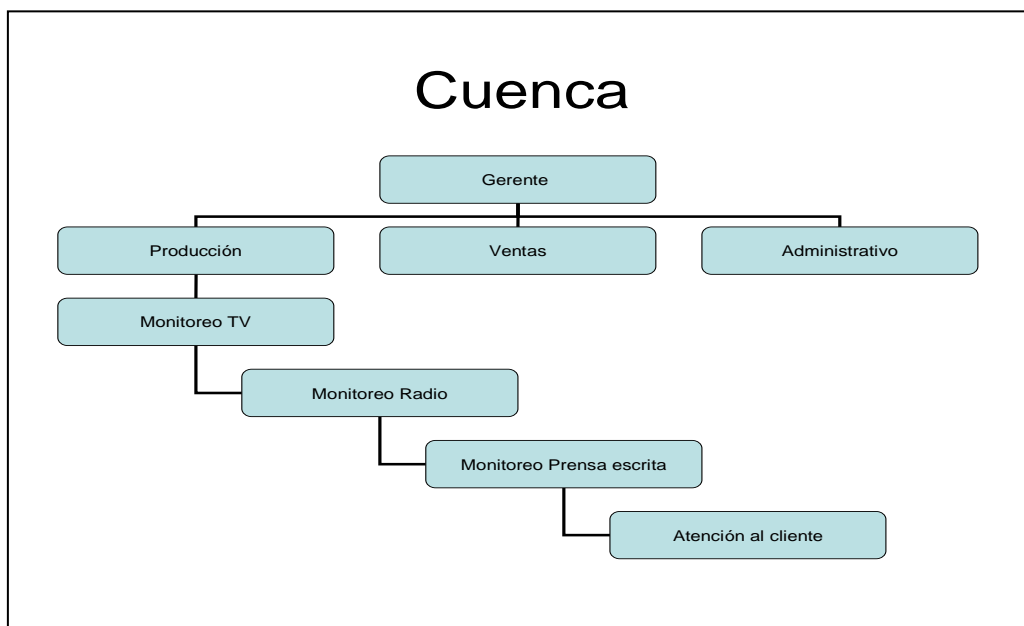 Cuenca
Gerente
Producción
Ventas
Administrativo
Monitoreo TV
Monitoreo Radio
Monitoreo Prensa escrita
Atención al cliente